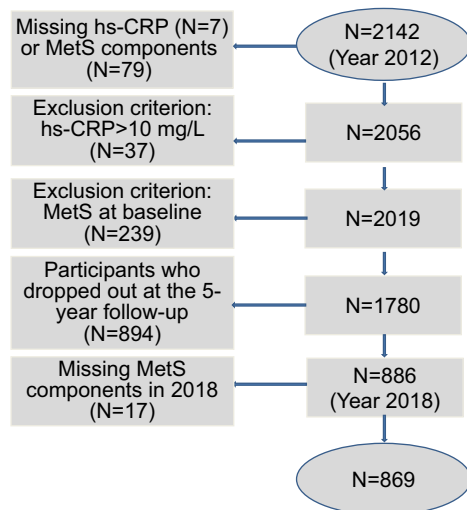 Missing hs-CRP (N=7)
or MetS components
(N=79)
N=2142
(Year 2012)
Exclusion criterion:
hs-CRP>10 mg/L
(N=37)
N=2056
Exclusion criterion:
MetS at baseline
(N=239)
N=2019
Participants who
dropped out at the 5-
year follow-up
(N=894)
N=1780
Missing MetS
components in 2018
(N=17)
N=886
(Year 2018)
N=869